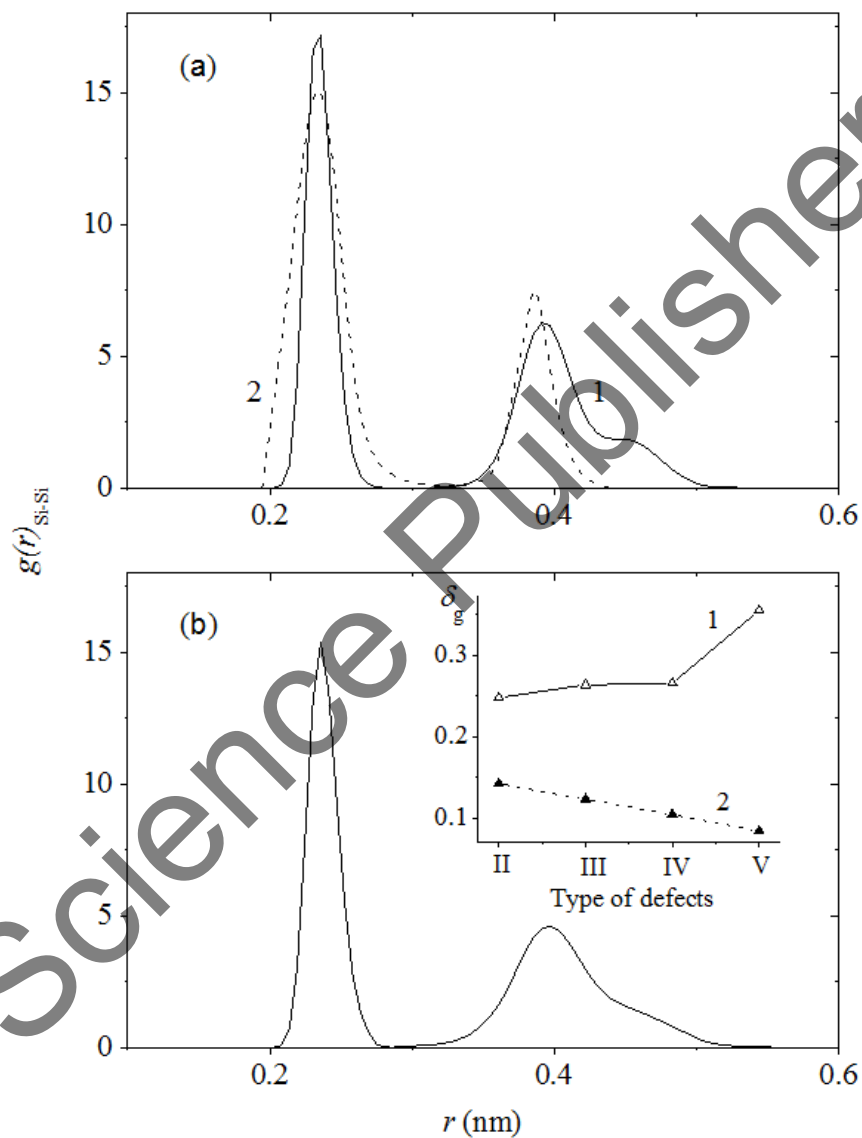 (a)
15
10
5
0
2
1
0.2
0.4
0.6
g(r) Si-Si
(b)
15
10
5
0
δg
0.3
0.2
0.1
1
2
II
III
IV
V
Type of defects
0.2
0.4
0.6
r (nm)
Science Publisher